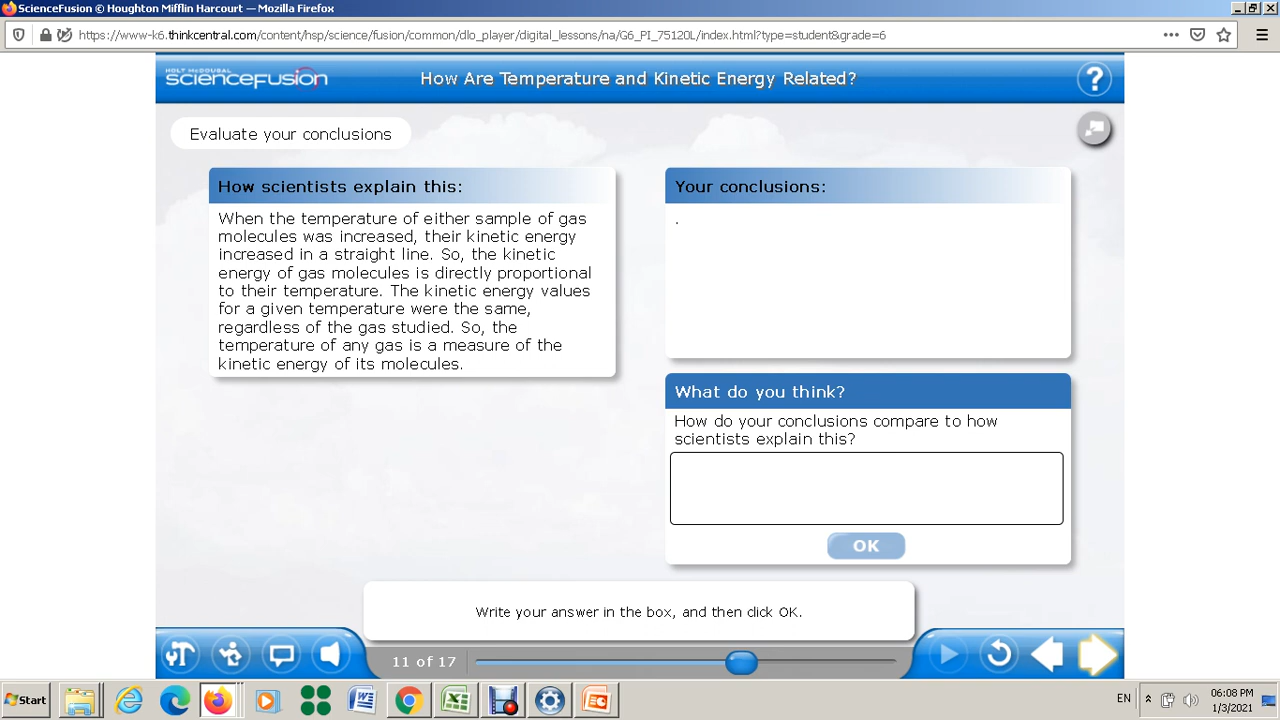 ScienceFusion © Houghton Mifflin Harcourt — Mozilla Firefox
https://www-k6.thinkcentral.com/content/hsp/science/fusion/common/dlo_player/digital_lessons/na/G6_PI_75120L/index.html?type=student&grade=6
HOLT McDOUGAL
SCIENCEFUSION
How Are Temperature and Kinetic Energy Related?
?
Evaluate your conclusions
How scientists explain this:
When the temperature of either sample of gas
molecules was increased, their kinetic energy
increased in a straight line. So, the kinetic
energy of gas molecules is directly proportional
to their temperature. The kinetic energy values
for a given temperature were the same,
regardless of the gas studied. So, the
temperature of any gas is a measure of the
kinetic energy of its molecules.
Your conclusions:
.
What do you think?
How do your conclusions compare to how
scientists explain this?
OK
Write your answer in the box, and then click OK.
11 of 17
Start
EN
06:08 PM
1/3/2021